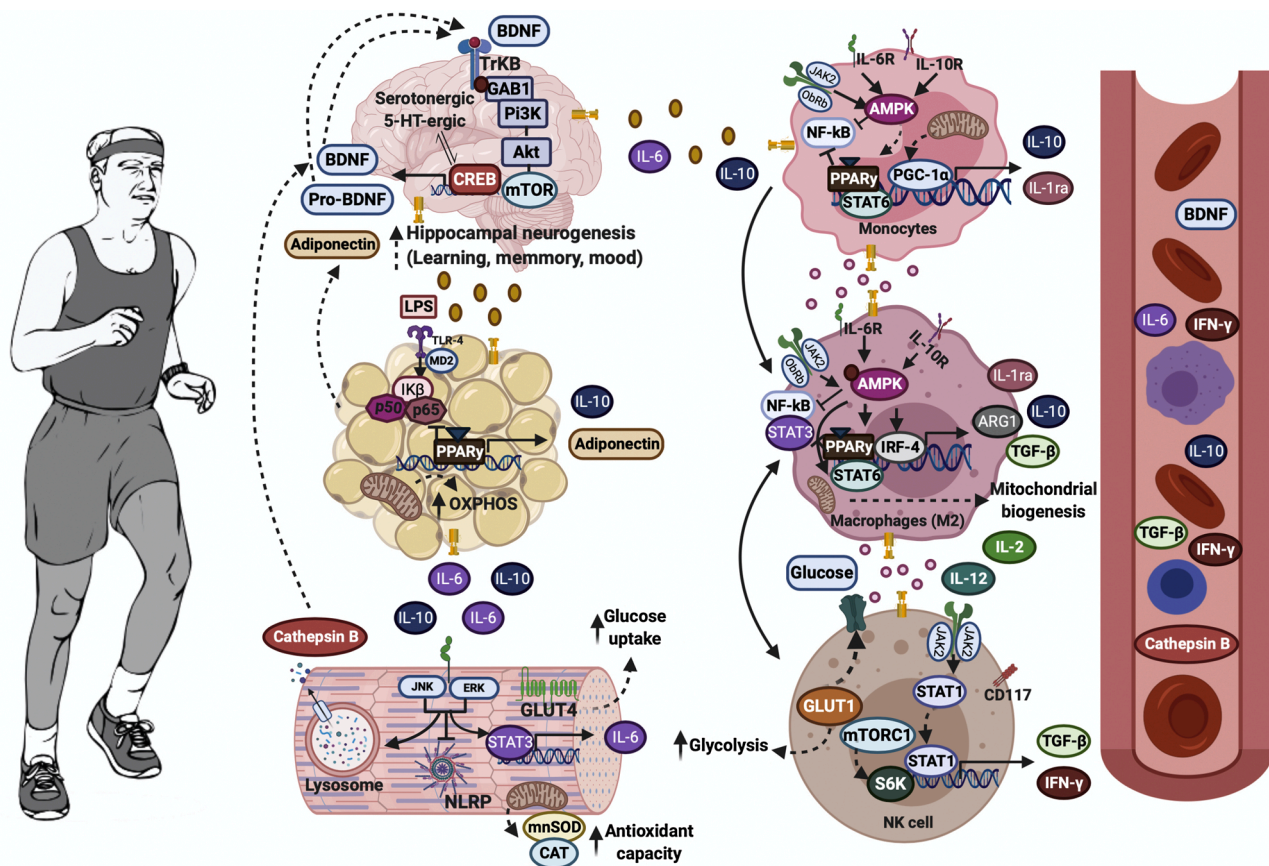 BDNF
TrKB
GAB1
Serotonergic
5-HT-ergic
Pi3K
Akt
BDNF
CREB
mTOR
Pro-BDNF
Adiponectin
Hippocampal neurogenesis
(Learning, memmory, mood)
IL-6
IL-10
LPS
TLR-4
MD2
IKβ
p50
p65
PPARγ
IL-10
Adiponectin
OXPHOS
IL-6
IL-10
IL-10
IL-6
Cathepsin B
Glucose
uptake
JNK
ERK
GLUT4
STAT3
IL-6
Lysosome
NLRP
mnSOD
CAT
Antioxidant
capacity
IL-6R
IL-10R
JAK2
ObRb
AMPK
NF-kB
PPARγ
PGC-1α
STAT6
Monocytes
IL-10
IL-1ra
IL-6R
IL-10R
JAK2
ObRb
AMPK
NF-kB
STAT3
PPARγ
IRF-4
STAT6
IL-1ra
ARG1
IL-10
TGF-β
Mitochondrial
biogenesis
Macrophages (M2)
IL-2
IL-12
Glucose
JAK2
JAK2
STAT1
CD117
GLUT1
mTORC1
Glycolysis
STAT1
S6K
TGF-β
IFN-γ
NK cell
BDNF
IL-6
IFN-γ
IL-10
TGF-β
IFN-γ
Cathepsin B